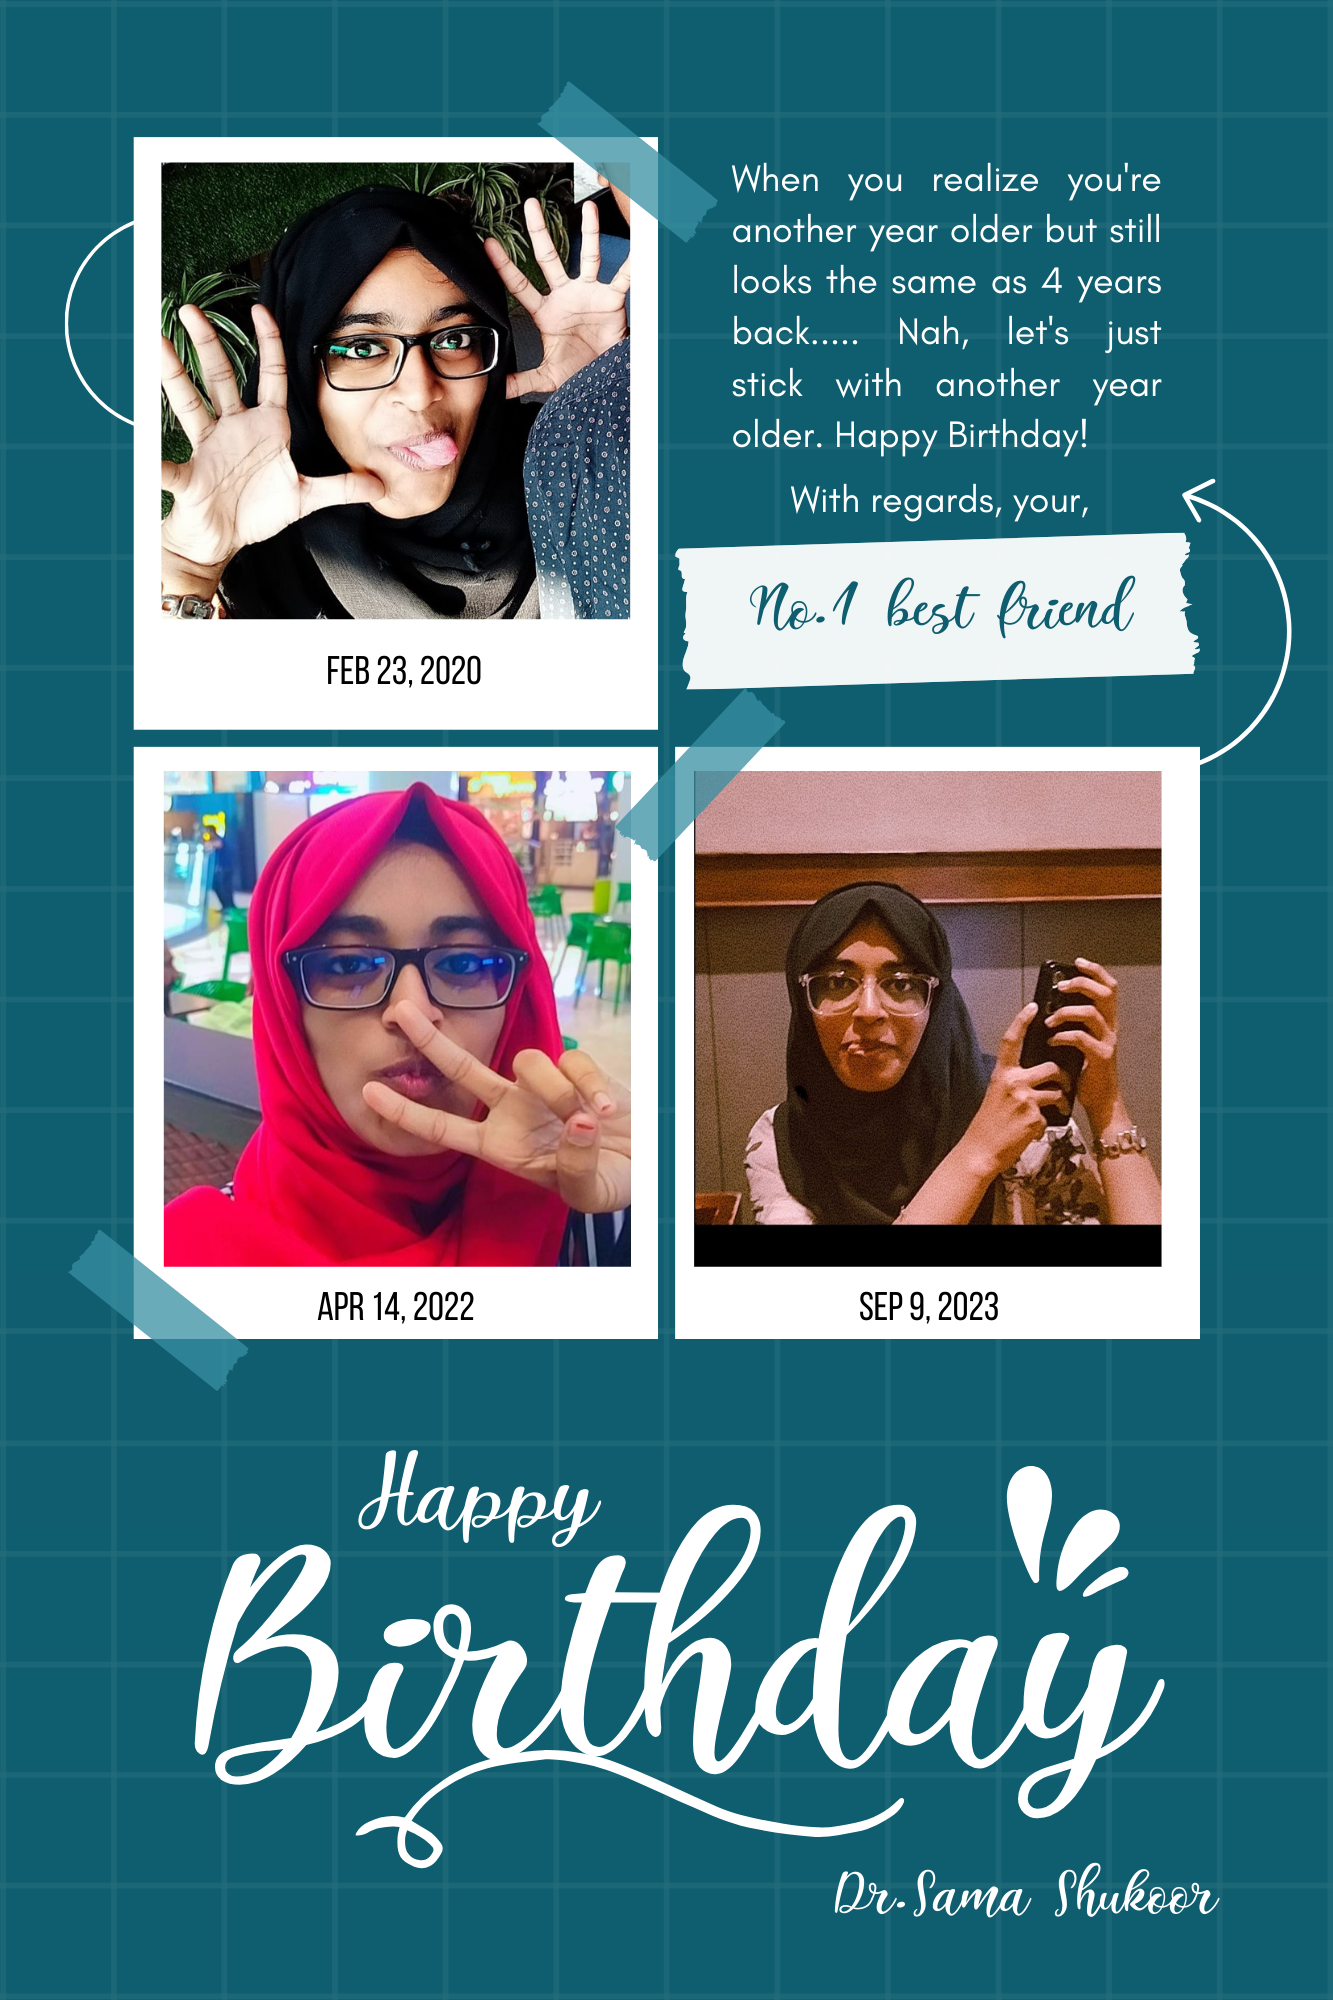 When you realize you're
another year older but still
looks the same as 4 years
back..... Nah, let's just
stick with another year
older. Happy Birthday!
With regards, your,
No.1 best friend
FEB 23, 2020
APR 14, 2022
SEP 9, 2023
Happy
Birthday
Dr.Sama Shukoor